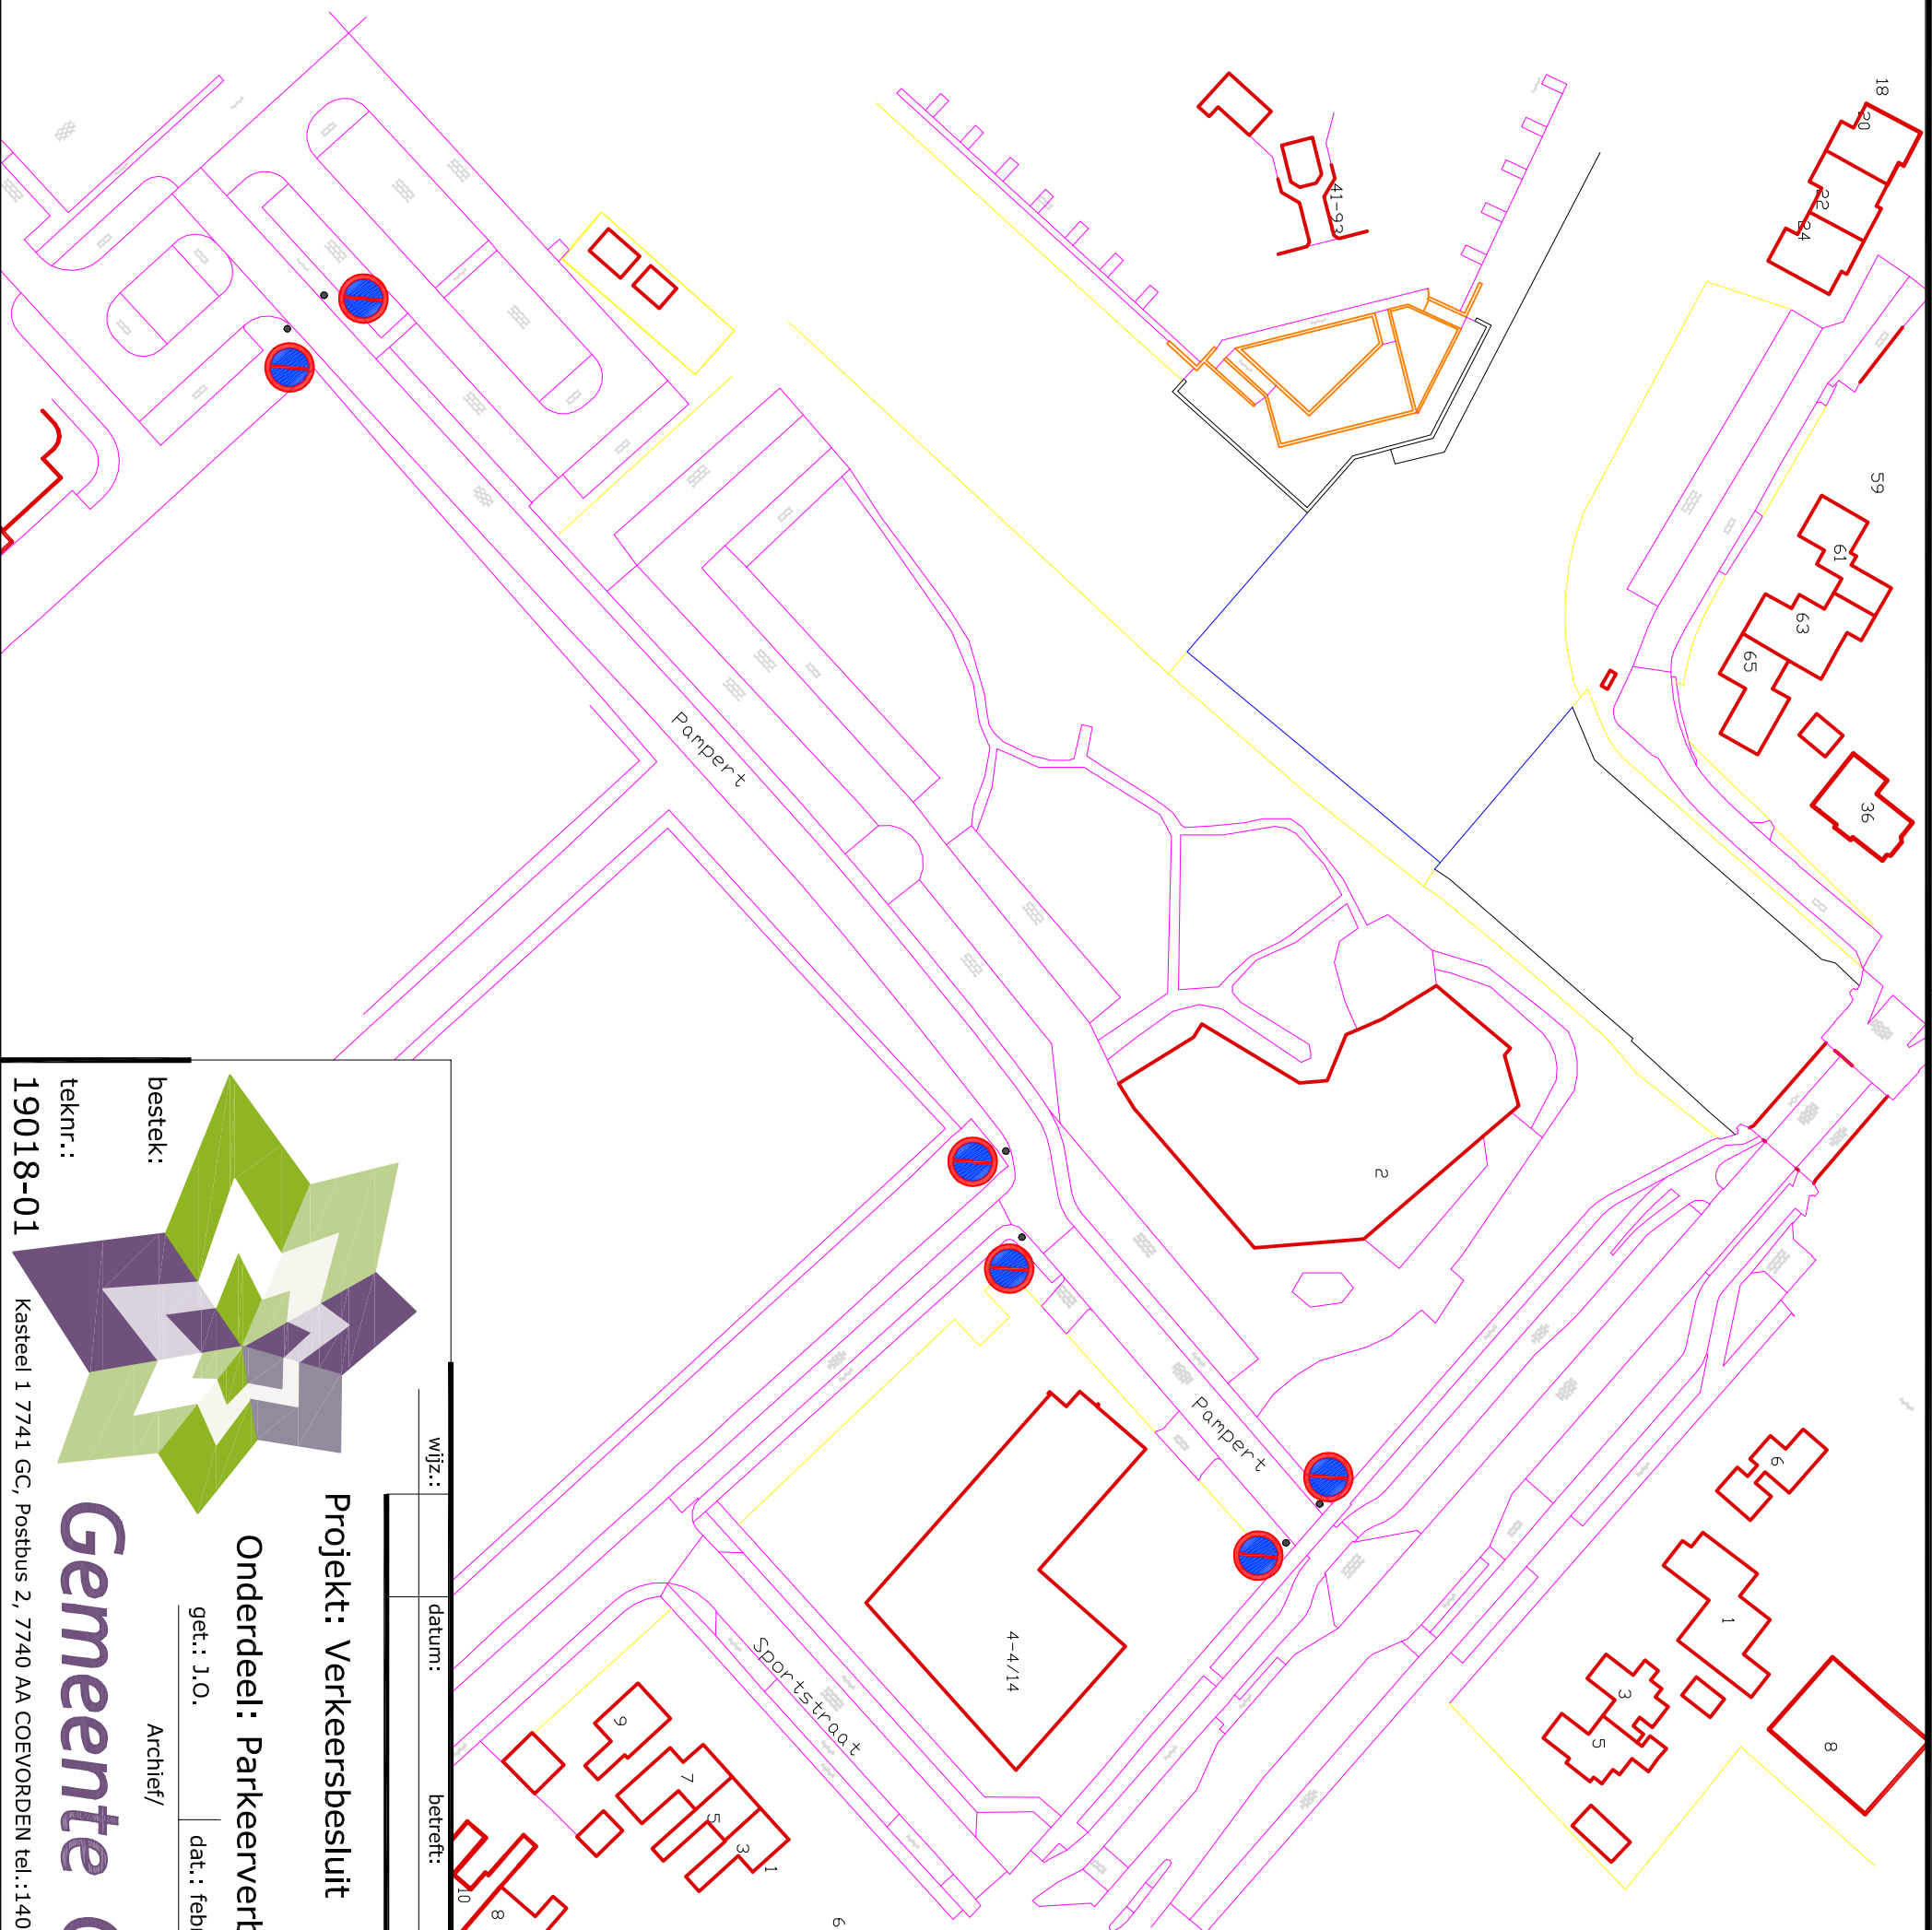 18
20
22
24
41-93
59
61
63
65
36
Pampert
2
Pampert
4-4/14
Sportstraat
6
1
3
5
8
9
7
5
3
1
10
8
6
wijz.:
datum:
betreft:
Projekt: Verkeersbesluit
Onderdeel: Parkeerverb
get.: J.O.
dat.: febr
Archief/
bestek:
teknr.:
19018-01
Gemeente
Kasteel 1 7741 GC, Postbus 2, 7740 AA COEVORDEN tel.:140